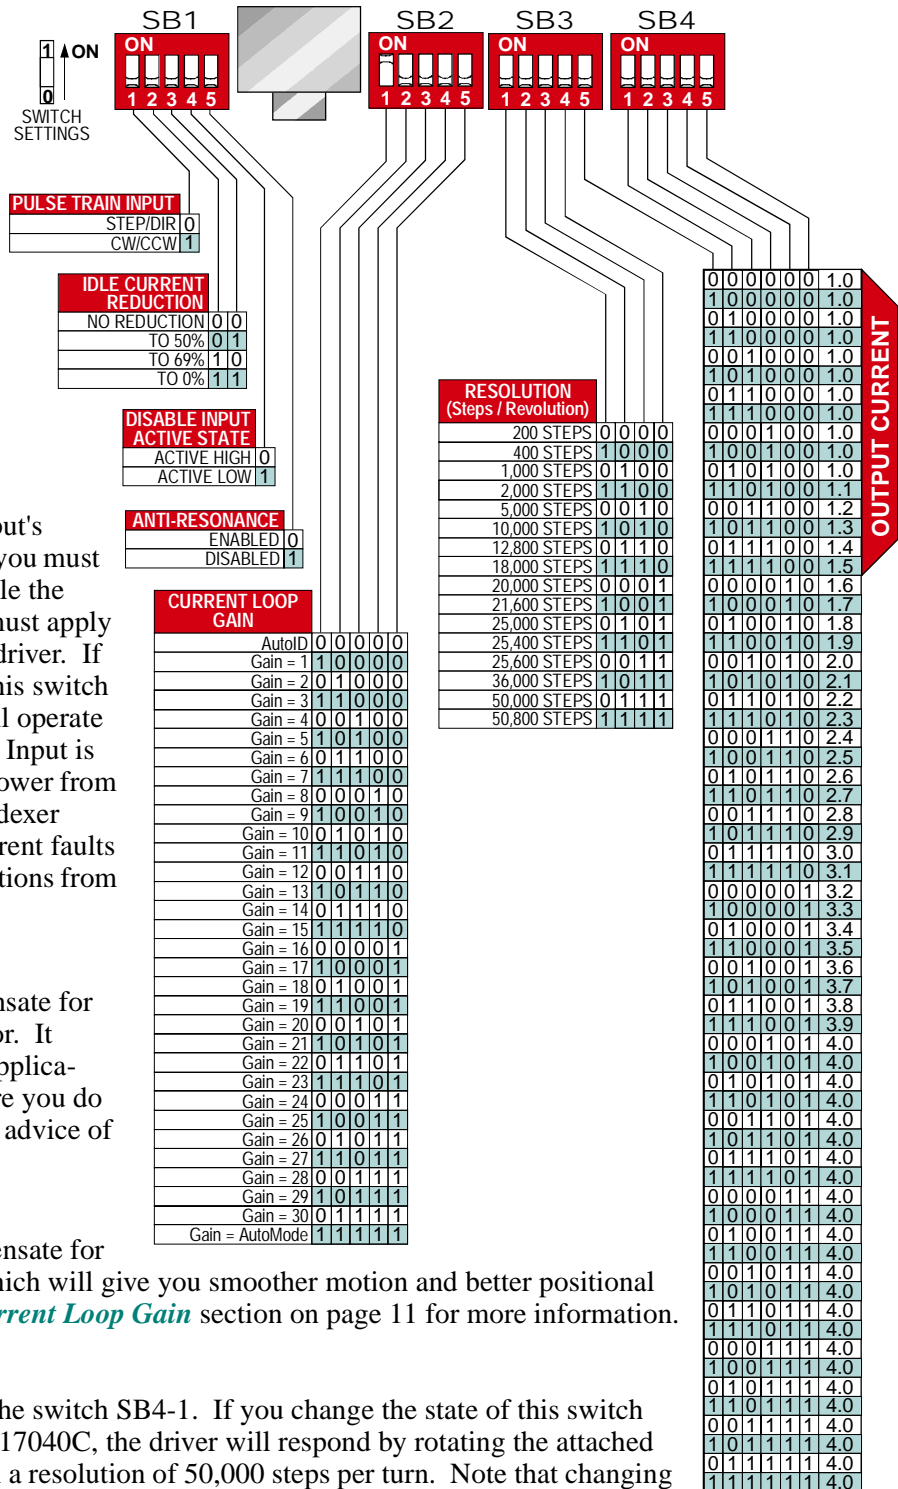 SB1 SB2 SB3 SB4
1 ON
0
SWITCH
SETTINGS
ON
1 2 3 4 5
ON
1 2 3 4 5
ON
1 2 3 4 5
ON
1 2 3 4 5
PULSE TRAIN INPUT
STEP/DIR 0
CW/CCW 1
IDLE CURRENT
REDUCTION
NO REDUCTION 0 0
TO 50% 0 1
TO 69% 1 0
TO 0% 1 1
DISABLE INPUT
ACTIVE STATE
ACTIVE HIGH 0
ACTIVE LOW 1
ANTI-RESONANCE
ENABLED 0
DISABLED 1
CURRENT LOOP
GAIN
AutoID 0 0 0 0 0
Gain = 1 1 0 0 0 0
Gain = 2 0 1 0 0 0
Gain = 3 1 1 0 0 0
Gain = 4 0 0 1 0 0
Gain = 5 1 0 1 0 0
Gain = 6 0 1 1 0 0
Gain = 7 1 1 1 0 0
Gain = 8 0 0 0 1 0
Gain = 9 1 0 0 1 0
Gain = 10 0 1 0 1 0
Gain = 11 1 1 0 1 0
Gain = 12 0 0 1 1 0
Gain = 13 1 0 1 1 0
Gain = 14 0 1 1 1 0
Gain = 15 1 1 1 1 0
Gain = 16 0 0 0 0 1
Gain = 17 1 0 0 0 1
Gain = 18 0 1 0 0 1
Gain = 19 1 1 0 0 1
Gain = 20 0 0 1 0 1
Gain = 21 1 0 1 0 1
Gain = 22 0 1 1 0 1
Gain = 23 1 1 1 0 1
Gain = 24 0 0 0 1 1
Gain = 25 1 0 0 1 1
Gain = 26 0 1 0 1 1
Gain = 27 1 1 0 1 1
Gain = 28 0 0 1 1 1
Gain = 29 1 0 1 1 1
Gain = 30 0 1 1 1 1
Gain = AutoMode 1 1 1 1 1
RESOLUTION
(Steps / Revolution)
200 STEPS 0 0 0 0
400 STEPS 1 0 0 0
1,000 STEPS 0 1 0 0
2,000 STEPS 1 1 0 0
5,000 STEPS 0 0 1 0
10,000 STEPS 1 0 1 0
12,800 STEPS 0 1 1 0
18,000 STEPS 1 1 1 0
20,000 STEPS 0 0 0 1
21,600 STEPS 1 0 0 1
25,000 STEPS 0 1 0 1
25,400 STEPS 1 1 0 1
25,600 STEPS 0 0 1 1
36,000 STEPS 1 0 1 1
50,000 STEPS 0 1 1 1
50,800 STEPS 1 1 1 1
OUTPUT CURRENT
0 0 0 0 0 0 1.0
1 0 0 0 0 0 1.0
0 1 0 0 0 0 1.0
1 1 0 0 0 0 1.0
0 0 1 0 0 0 1.0
1 0 1 0 0 0 1.0
0 1 1 0 0 0 1.0
1 1 1 0 0 0 1.0
0 0 0 1 0 0 1.0
1 0 0 1 0 0 1.0
0 1 0 1 0 0 1.0
1 1 0 1 0 0 1.1
0 0 1 1 0 0 1.2
1 0 1 1 0 0 1.3
0 1 1 1 0 0 1.4
1 1 1 1 0 0 1.5
0 0 0 0 1 0 1.6
1 0 0 0 1 0 1.7
0 1 0 0 1 0 1.8
1 1 0 0 1 0 1.9
0 0 1 0 1 0 2.0
1 0 1 0 1 0 2.1
0 1 1 0 1 0 2.2
1 1 1 0 1 0 2.3
0 0 0 1 1 0 2.4
1 0 0 1 1 0 2.5
0 1 0 1 1 0 2.6
1 1 0 1 1 0 2.7
0 0 1 1 1 0 2.8
1 0 1 1 1 0 2.9
0 1 1 1 1 0 3.0
1 1 1 1 1 0 3.1
0 0 0 0 0 1 3.2
1 0 0 0 0 1 3.3
0 1 0 0 0 1 3.4
1 1 0 0 0 1 3.5
0 0 1 0 0 1 3.6
1 0 1 0 0 1 3.7
0 1 1 0 0 1 3.8
1 1 1 0 0 1 3.9
0 0 0 1 0 1 4.0
1 0 0 1 0 1 4.0
0 1 0 1 0 1 4.0
1 1 0 1 0 1 4.0
0 0 1 1 0 1 4.0
1 0 1 1 0 1 4.0
0 1 1 1 0 1 4.0
1 1 1 1 0 1 4.0
0 0 0 0 1 1 4.0
1 0 0 0 1 1 4.0
0 1 0 0 1 1 4.0
1 1 0 0 1 1 4.0
0 0 1 0 1 1 4.0
1 0 1 0 1 1 4.0
0 1 1 0 1 1 4.0
1 1 1 0 1 1 4.0
0 0 0 1 1 1 4.0
1 0 0 1 1 1 4.0
0 1 0 1 1 1 4.0
1 1 0 1 1 1 4.0
0 0 1 1 1 1 4.0
1 0 1 1 1 1 4.0
0 1 1 1 1 1 4.0
1 1 1 1 1 1 4.0
out's
you must
le the
must apply
driver. If
his switch
ll operate
Input is
ower from
dexer
rent faults
tions from
nsate for
or. It
pplica-
re you do
advice of
ensate for
hich will give you smoother motion and better positional
rrent Loop Gain section on page 11 for more information.
he switch SB4-1. If you change the state of this switch
17040C, the driver will respond by rotating the attached
a resolution of 50,000 steps per turn. Note that changing